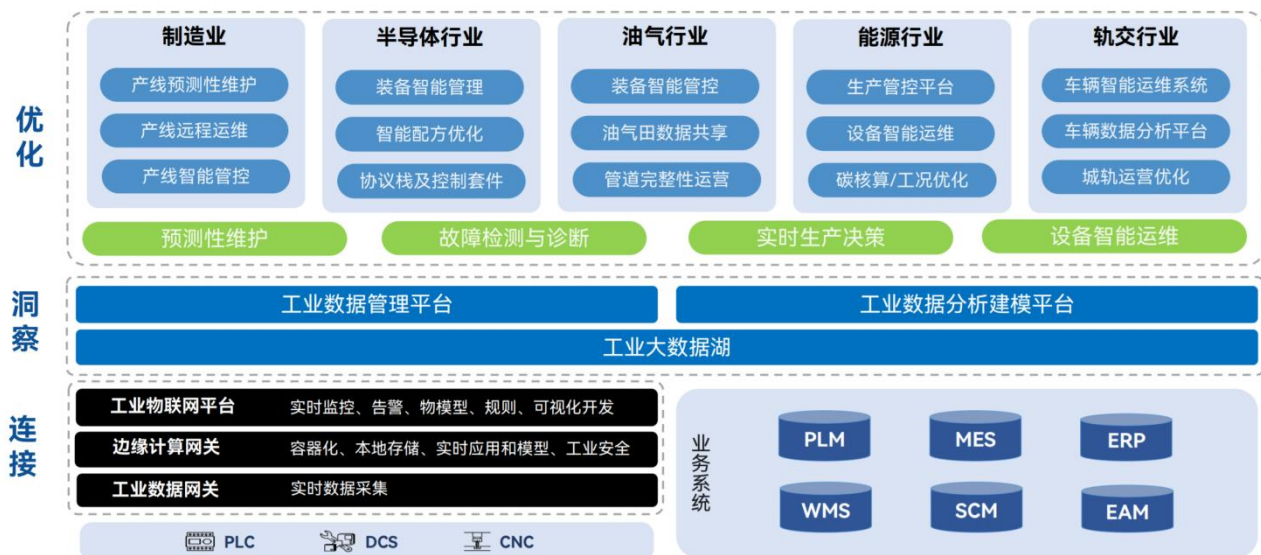 优化
制造业
产线预测性维护
产线远程运维
产线智能管控
半导体行业
装备智能管理
智能配方优化
协议栈及控制套件
油气行业
装备智能管控
油气田数据共享
管道完整性运营
能源行业
生产管控平台
设备智能运维
碳核算/工况优化
轨交行业
车辆智能运维系统
车辆数据分析平台
城轨运营优化
预测性维护
故障检测与诊断
实时生产决策
设备智能运维
洞察
工业数据管理平台
工业数据分析建模平台
工业大数据湖
连接
工业物联网平台 实时监控、告警、物模型、规则、可视化开发
边缘计算网关 容器化、本地存储、实时应用和模型、工业安全
工业数据网关 实时数据采集
PLC
DCS
CNC
业务系统
PLM
MES
ERP
WMS
SCM
EAM